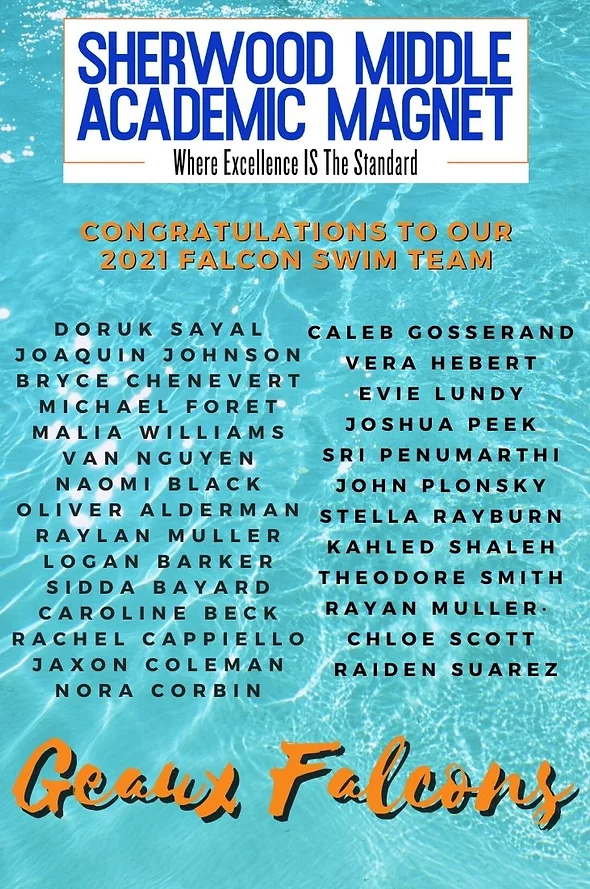 SHERWOOD MIDDLE
ACADEMIC MAGNET
Where Excellence IS The Standard
CONGRATULATIONS TO OUR
2021 FALCON SWIM TEAM
DORUK SAYAL
JOAQUIN JOHNSON
BRYCE CHENEVERT
MICHAEL FORET
MALIA WILLIAMS
VAN NGUYEN
NAOMI BLACK
OLIVER ALDERMAN
RAYLAN MULLER
LOGAN BARKER
SIDDA BAYARD
CAROLINE BECK
RACHEL CAPPIELLO
JAXON COLEMAN
NORA CORBIN
CALEB GOSSERAND
VERA HEBERT
EVIE LUNDY
JOSHUA PEEK
SRI PENUMARTHI
JOHN PLONSKY
STELLA RAYBURN
KAHLED SHALEH
THEODORE SMITH
RAYAN MULLER·
CHLOE SCOTT
RAIDEN SUAREZ
Geaux Falcons